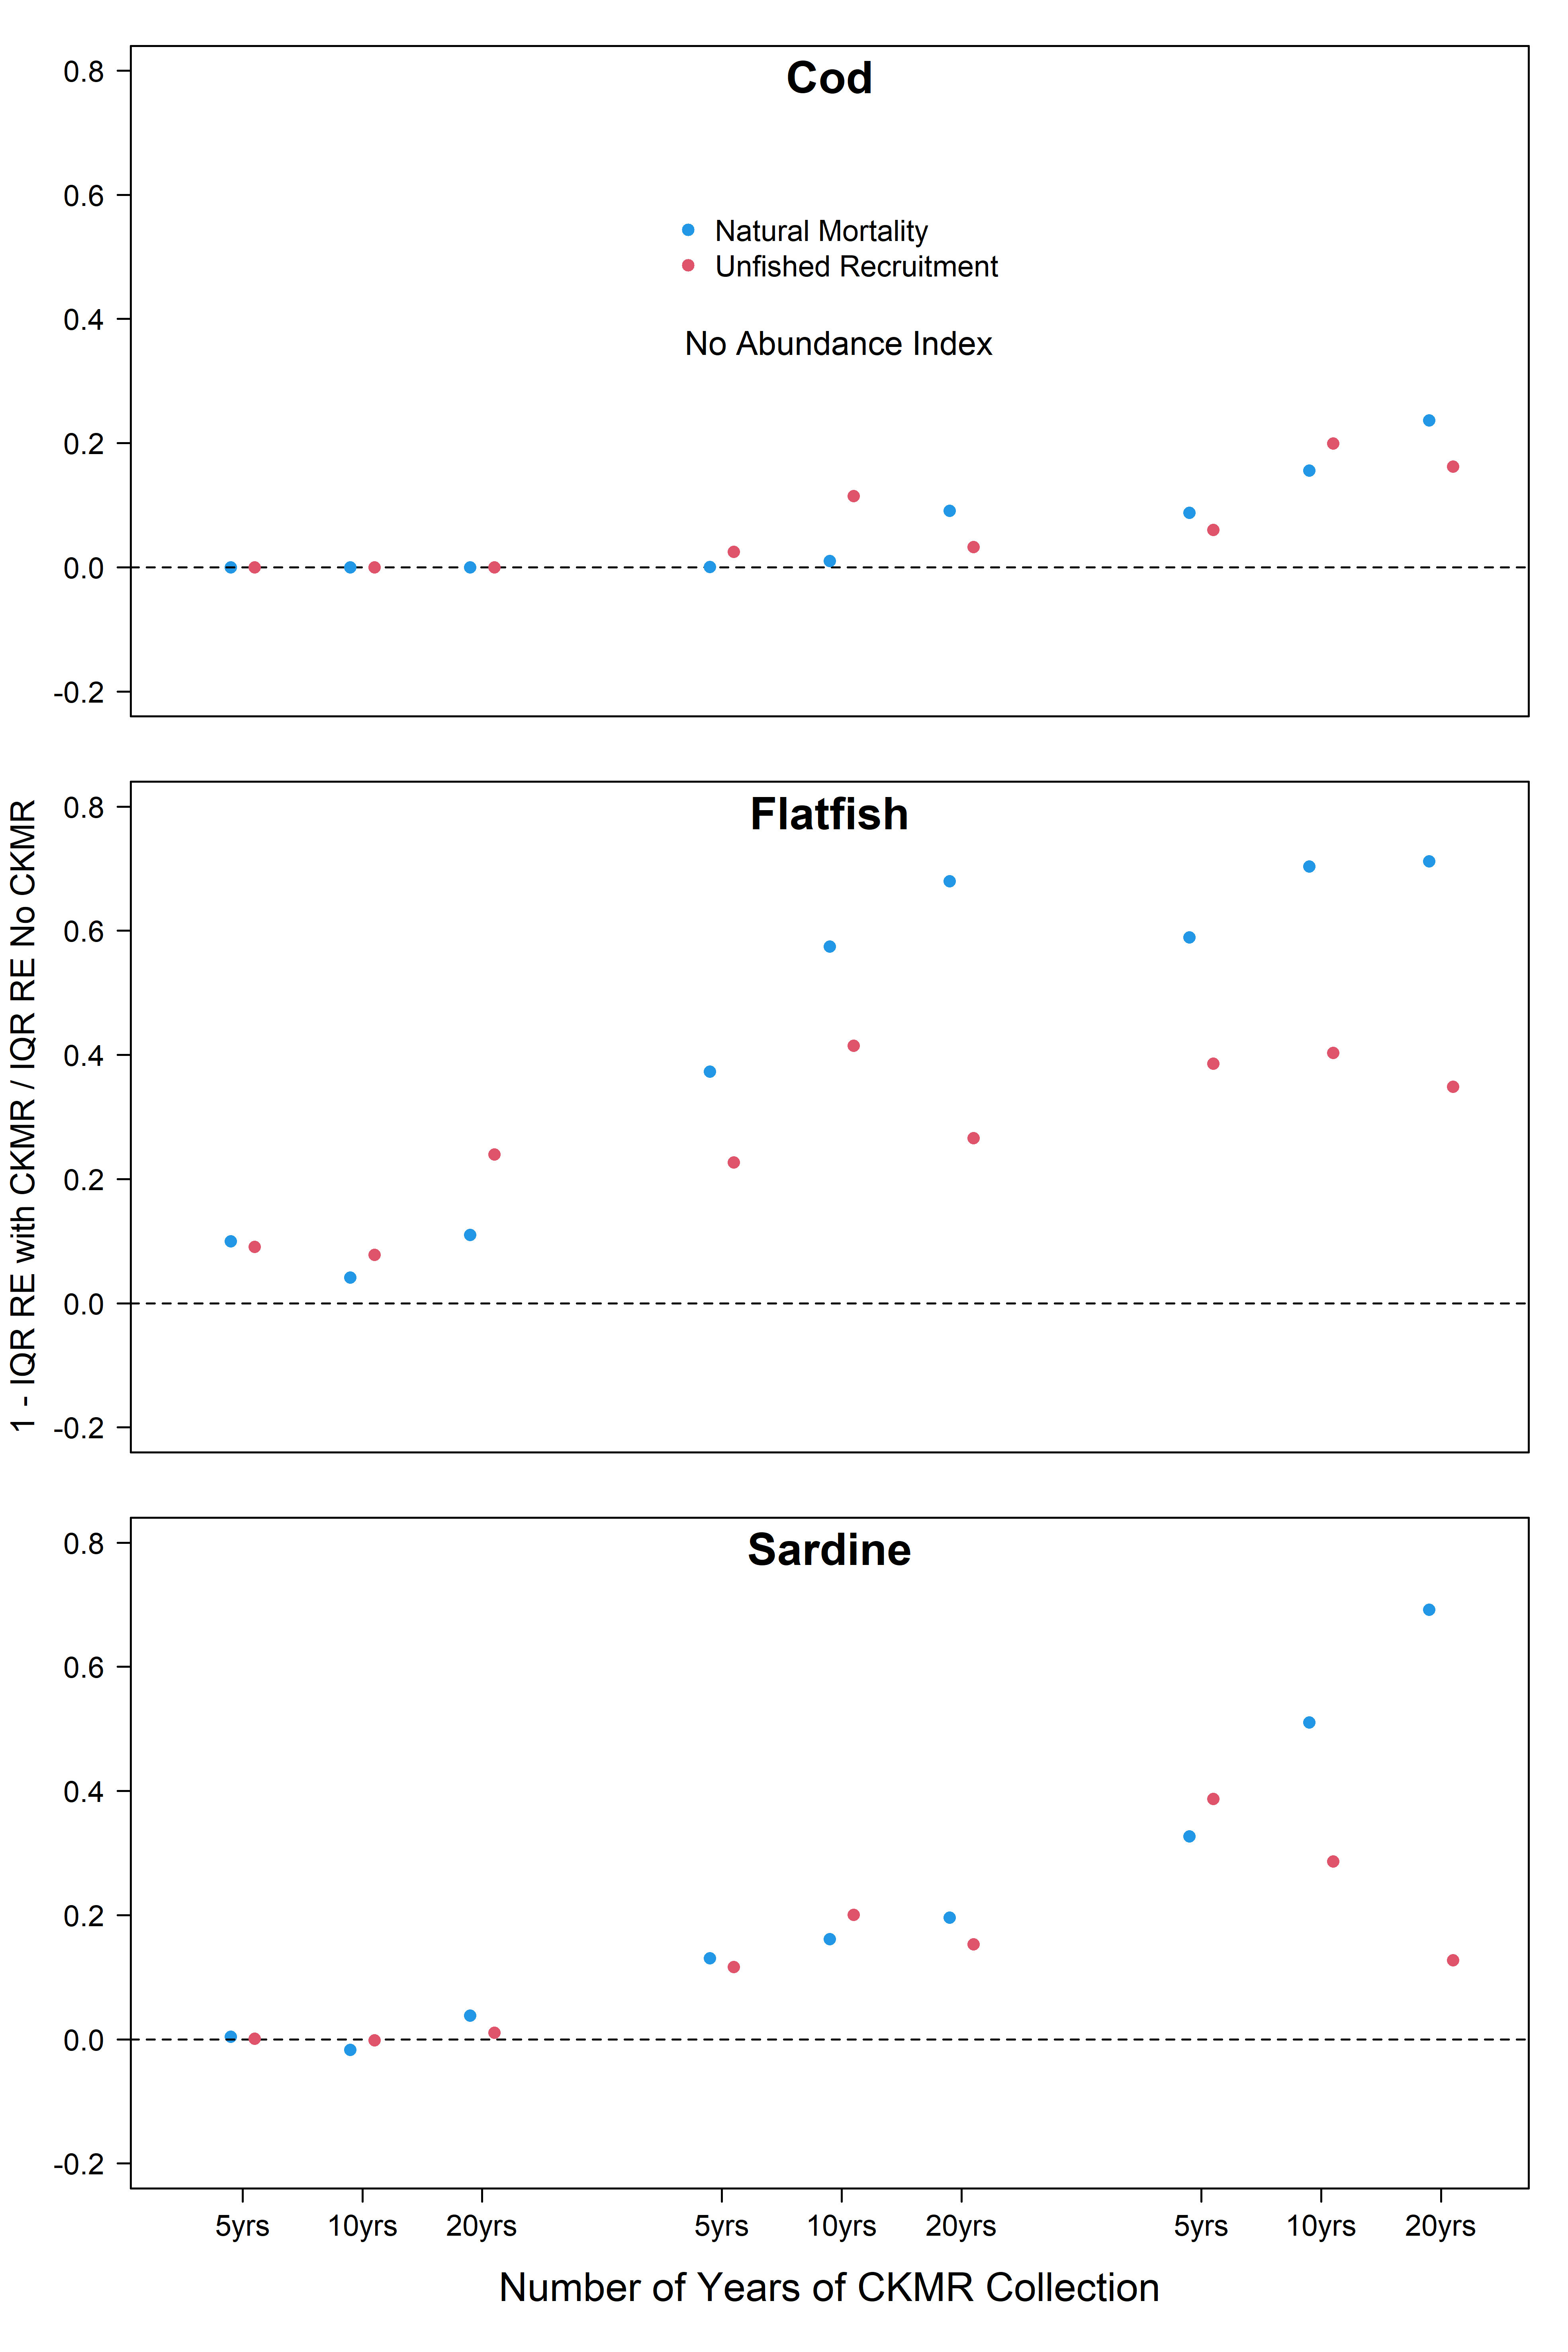 Cod
0.8
0.6
0.4
0.2
0.0
-0.2
Natural Mortality
Unfished Recruitment
No Abundance Index
1 - IQR RE with CKMR / IQR RE No CKMR
Flatfish
0.8
0.6
0.4
0.2
0.0
-0.2
Sardine
0.8
0.6
0.4
0.2
0.0
-0.2
5yrs 10yrs 20yrs 5yrs 10yrs 20yrs 5yrs 10yrs 20yrs
Number of Years of CKMR Collection